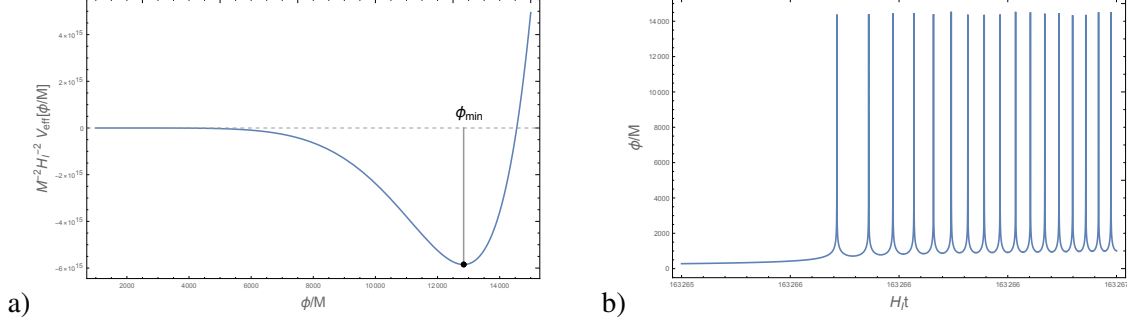 4×10¹⁵
2×10¹⁵
0
-2×10¹⁵
-4×10¹⁵
-6×10¹⁵
M⁻²H_I⁻² V_eff[ϕ/M]
ϕ_min
2000 4000 6000 8000 10000 12000 14000
ϕ/M
a)
14000
12000
10000
8000
6000
4000
2000
0
ϕ/M
163265 163266 163266 163266 163267
H_I t
b)